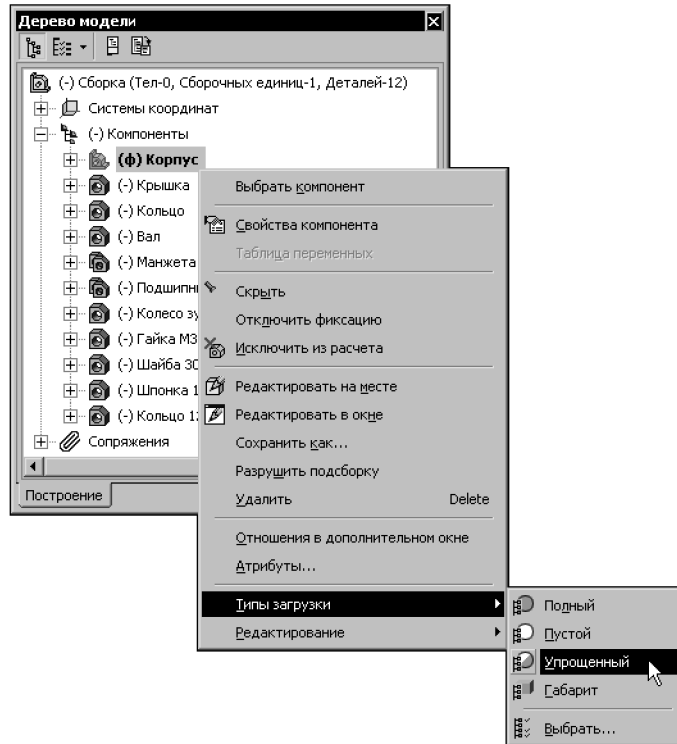 Дерево модели
(-) Сборка (Тел-0, Сборочных единиц-1, Деталей-12)
Системы координат
(-) Компоненты
(ф) Корпус
(-) Крышка
(-) Кольцо
(-) Вал
(-) Манжета
(-) Подшипн
(-) Колесо зу
(-) Гайка М3
(-) Шайба 30
(-) Шпонка 1
(-) Кольцо 12
Сопряжения
Построение
Выбрать компонент
Свойства компонента
Таблица переменных
Скрыть
Отключить фиксацию
Исключить из расчета
Редактировать на месте
Редактировать в окне
Сохранить как...
Разрушить подсборку
Удалить Delete
Отношения в дополнительном окне
Атрибуты...
Типы загрузки
Редактирование
Полный
Пустой
Упрощенный
Габарит
Выбрать...